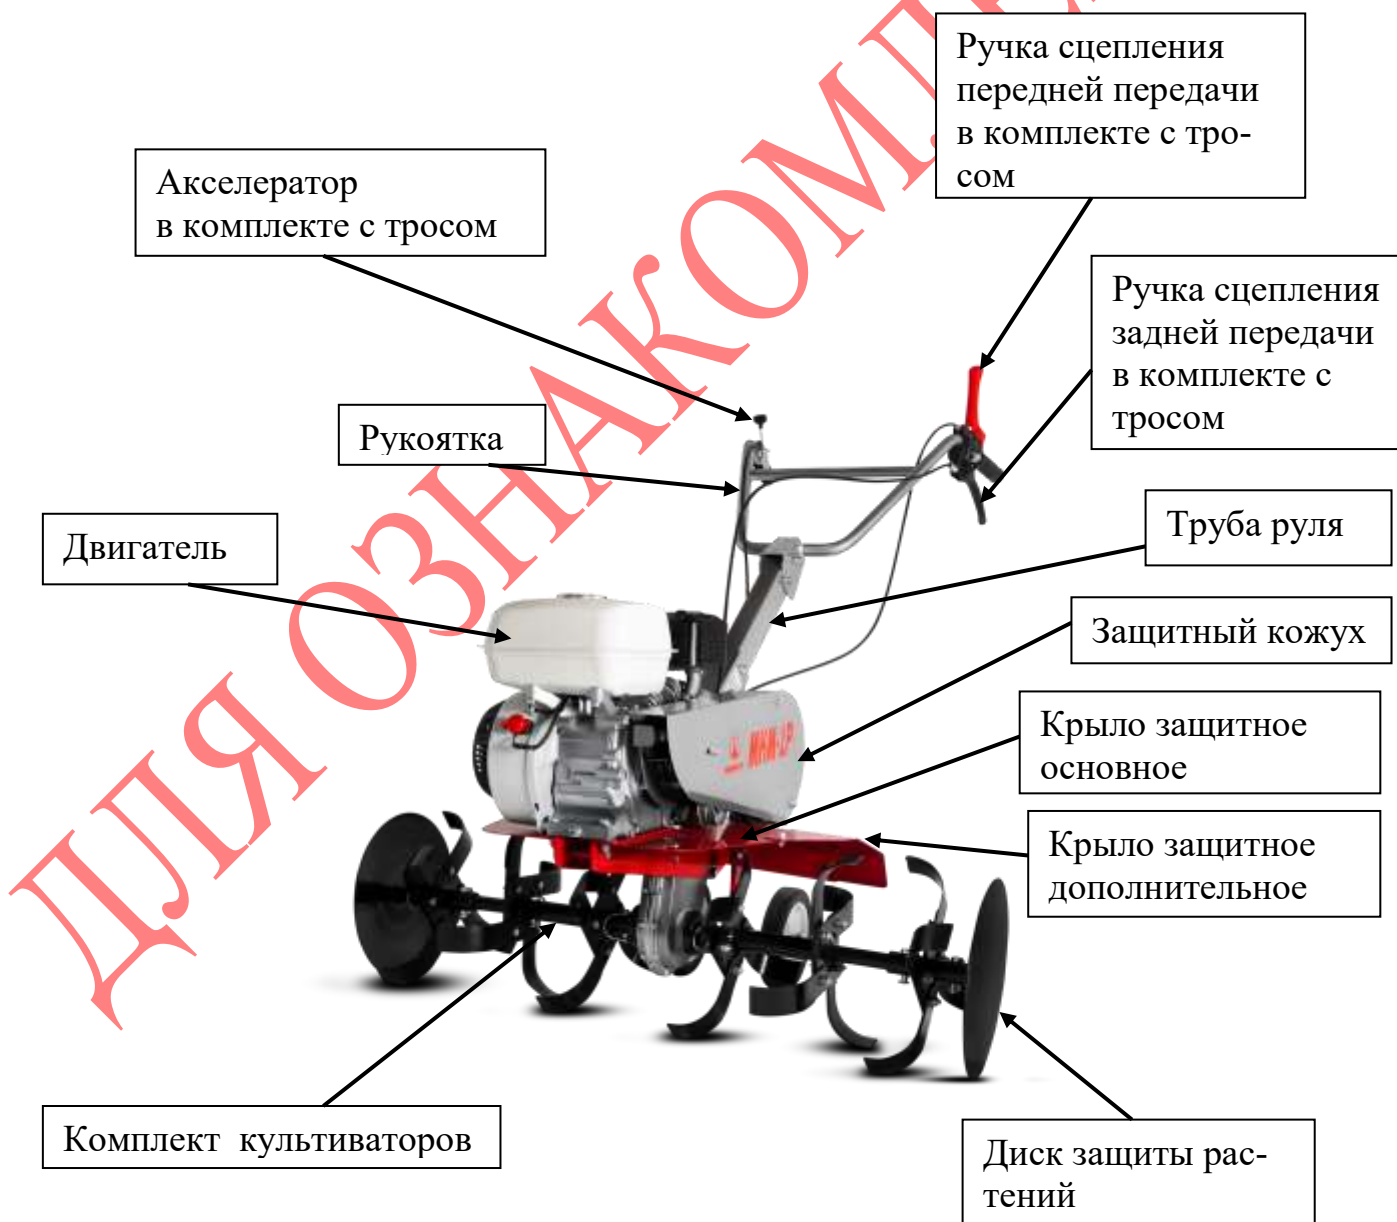 Ручка сцепления
передней передачи
в комплекте с тро-
сом
Акселератор
в комплекте с тросом
Ручка сцепления
задней передачи
в комплекте с
тросом
Рукоятка
Двигатель
Труба руля
Защитный кожух
Крыло защитное
основное
Крыло защитное
дополнительное
Комплект культиваторов
Диск защиты рас-
тений
ДЛЯ ОЗНАКОМЛ